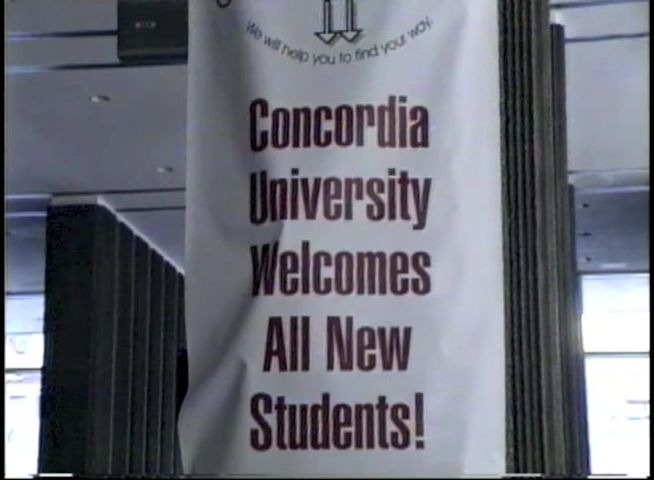 We will help you to find your way.
Concordia
University
Welcomes
All New
Students!